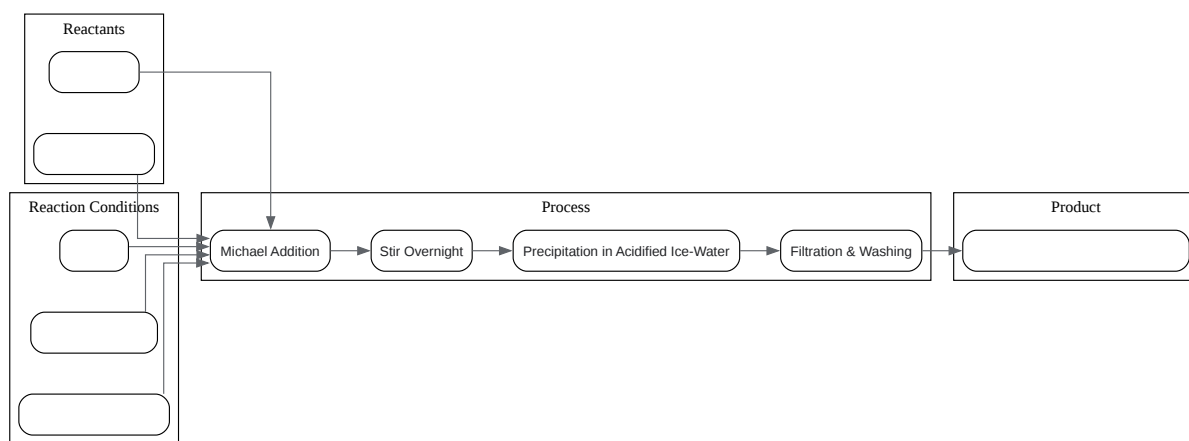 Reactants
Reaction Conditions
Process
Product
Michael Addition
Stir Overnight
Precipitation in Acidified Ice-Water
Filtration & Washing